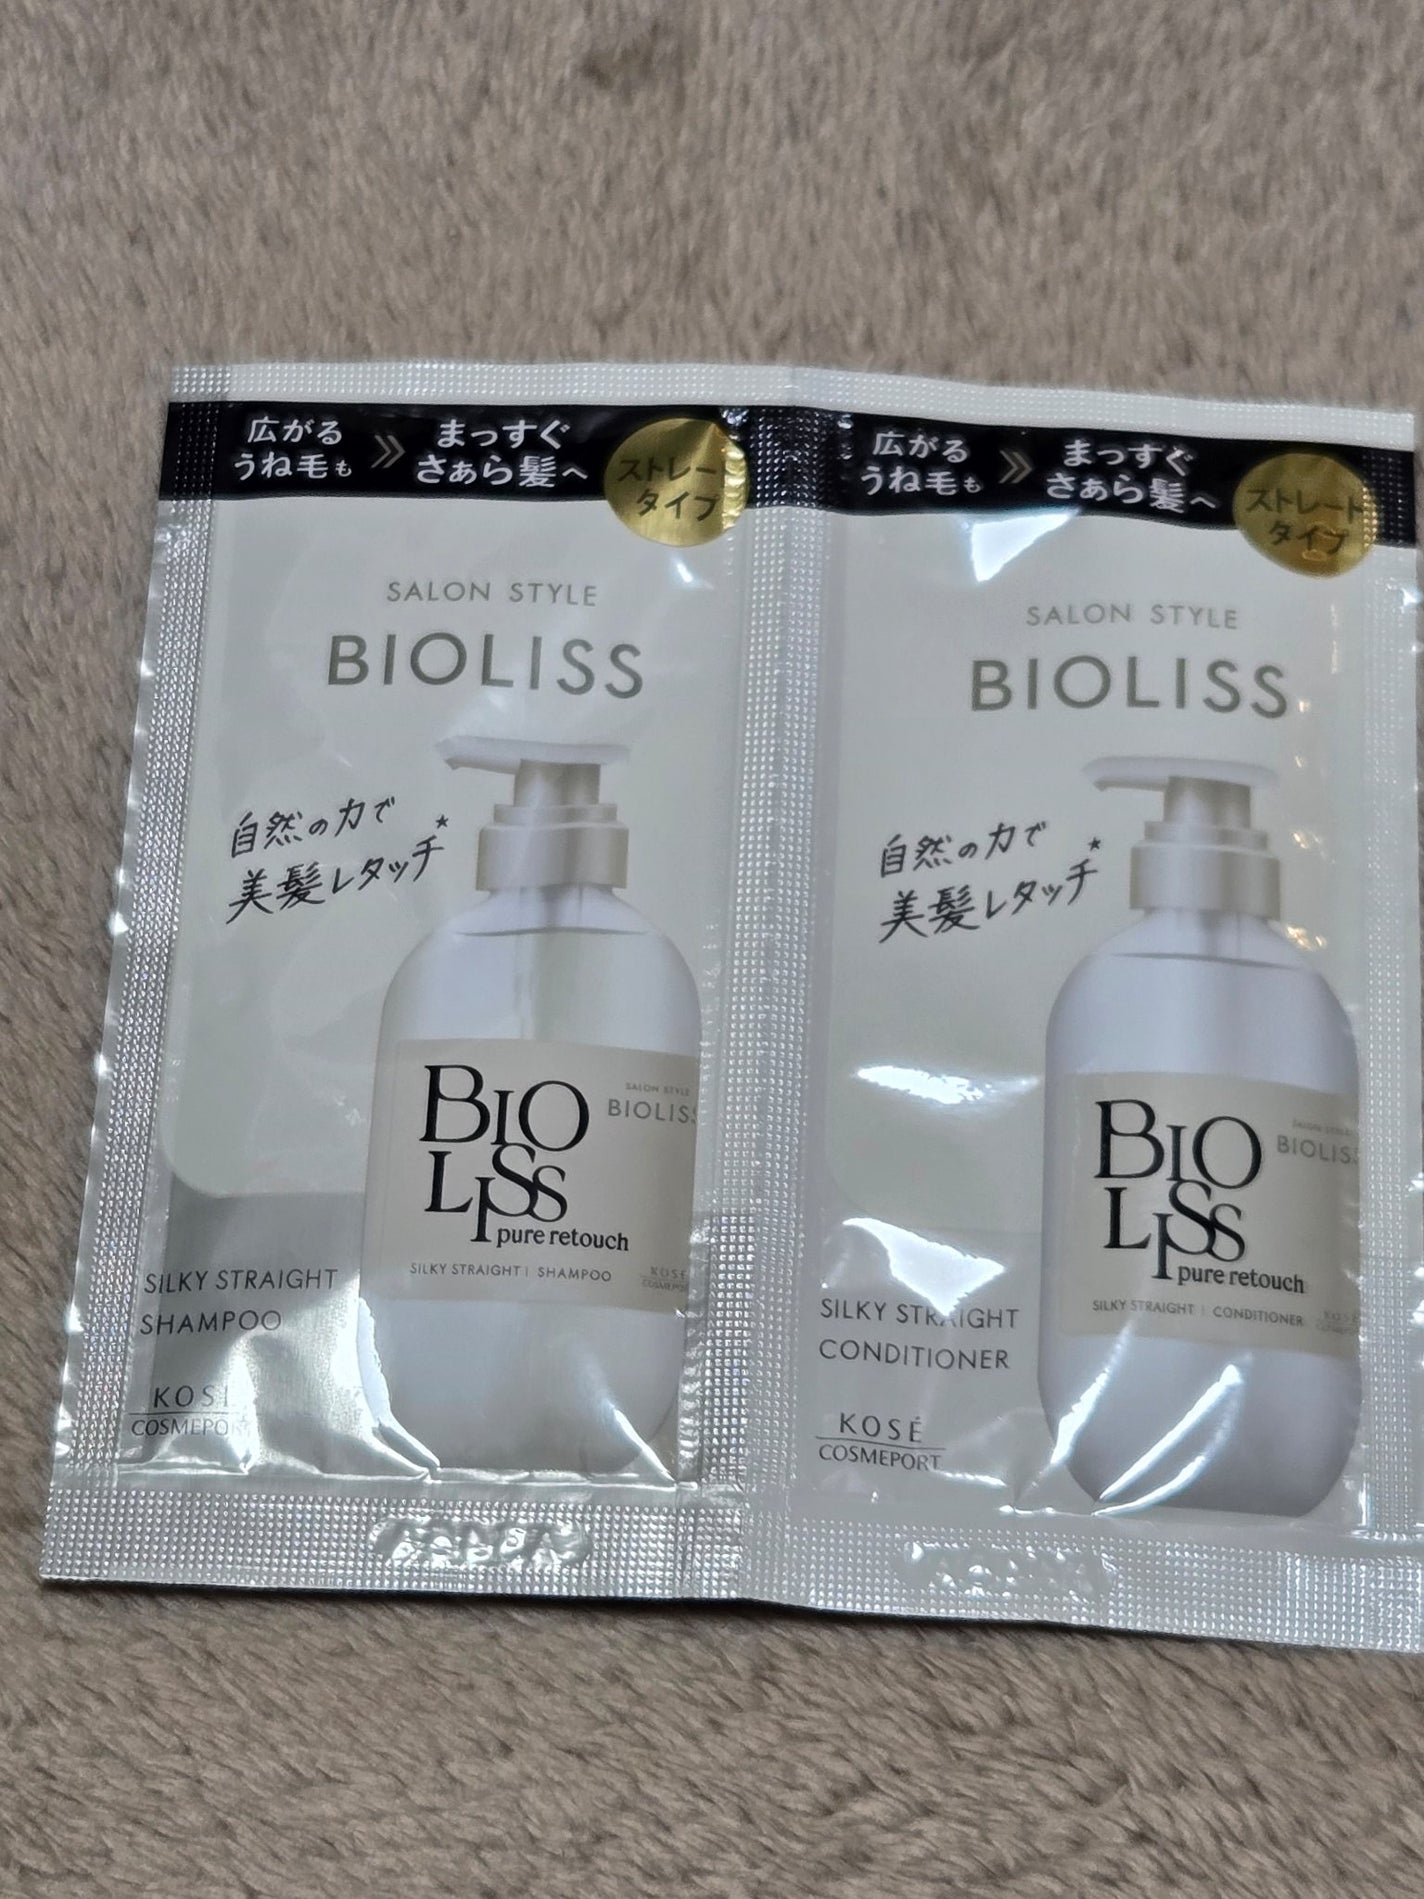 広がる
うね毛も
まっすぐ
さぁら髪へ
ストレート
タイプ
SALON STYLE
BIOLISS
自然の力で
美髪レタッチ*
BIO
LISS
pure retouch
SALON STYLE
BIOLISS
SILKY STRAIGHT | SHAMPOO
KOSÉ
COSMEPORT
SILKY STRAIGHT
SHAMPOO
KOSÉ
COSMEPORT
広がる
うね毛も
まっすぐ
さぁら髪へ
ストレート
タイプ
SALON STYLE
BIOLISS
自然の力で
美髪レタッチ*
BIO
LISS
pure retouch
BIOLISS
SILKY STRAIGHT | CONDITIONER
SILKY STRAIGHT
CONDITIONER
KOSÉ
COSMEPORT